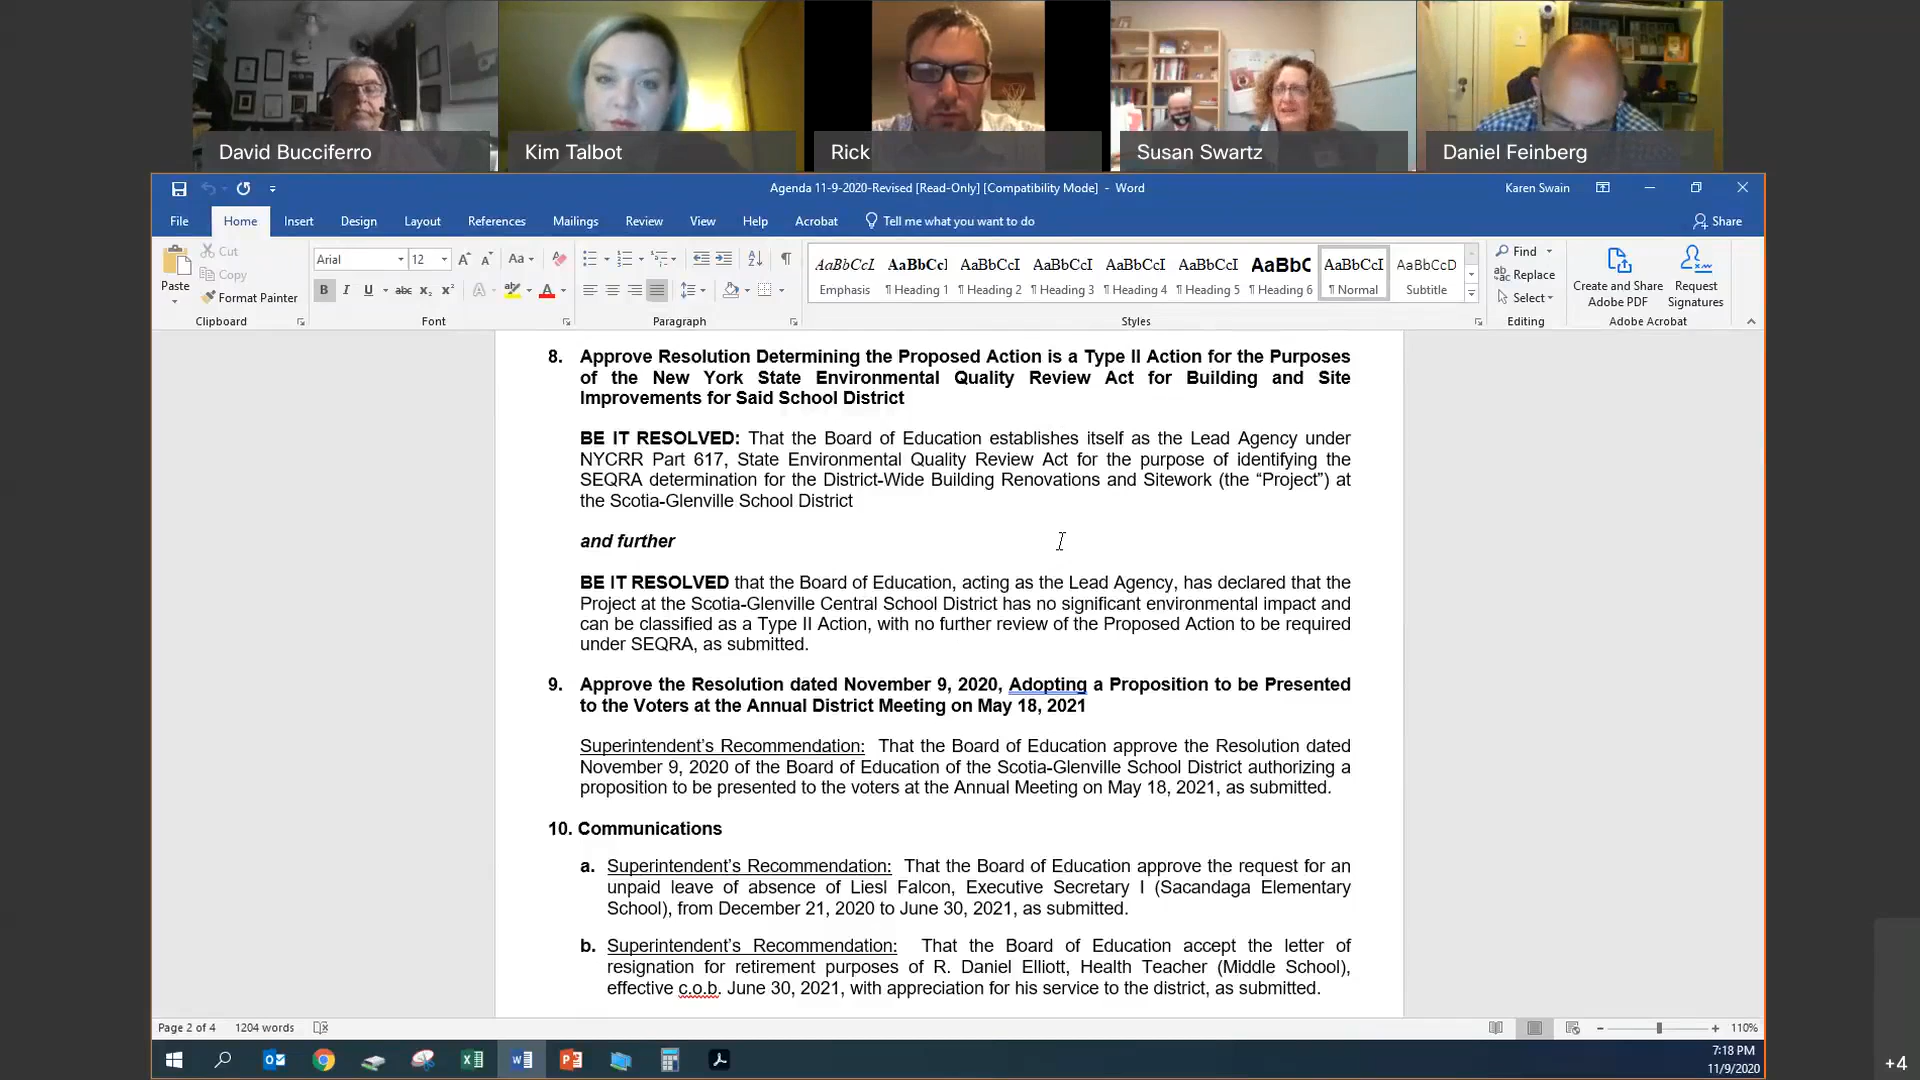 David Bucciferro
Kim Talbot
Rick
Susan Swartz
Daniel Feinberg
Agenda 11-9-2020-Revised [Read-Only] [Compatibility Mode] - Word
Karen Swain
File Home Insert Design Layout References Mailings Review View Help Acrobat Tell me what you want to do Share
Paste
Cut
Copy
Format Painter
Clipboard
Arial 12
Font
Paragraph
AaBbCcI Emphasis
AaBbCcI ¶ Heading 1
AaBbCcI ¶ Heading 2
AaBbCcI ¶ Heading 3
AaBbCcI ¶ Heading 4
AaBbCcI ¶ Heading 5
AaBbC ¶ Heading 6
AaBbCcI ¶ Normal
AaBbCcD Subtitle
Styles
Find
Replace
Select
Editing
Create and Share
Adobe PDF
Request
Signatures
Adobe Acrobat
8. Approve Resolution Determining the Proposed Action is a Type II Action for the Purposes
of the New York State Environmental Quality Review Act for Building and Site
Improvements for Said School District
BE IT RESOLVED: That the Board of Education establishes itself as the Lead Agency under
NYCRR Part 617, State Environmental Quality Review Act for the purpose of identifying the
SEQRA determination for the District-Wide Building Renovations and Sitework (the “Project”) at
the Scotia-Glenville School District
and further
BE IT RESOLVED that the Board of Education, acting as the Lead Agency, has declared that the
Project at the Scotia-Glenville Central School District has no significant environmental impact and
can be classified as a Type II Action, with no further review of the Proposed Action to be required
under SEQRA, as submitted.
9. Approve the Resolution dated November 9, 2020, Adopting a Proposition to be Presented
to the Voters at the Annual District Meeting on May 18, 2021
Superintendent’s Recommendation: That the Board of Education approve the Resolution dated
November 9, 2020 of the Board of Education of the Scotia-Glenville School District authorizing a
proposition to be presented to the voters at the Annual Meeting on May 18, 2021, as submitted.
10. Communications
a. Superintendent’s Recommendation: That the Board of Education approve the request for an
unpaid leave of absence of Liesl Falcon, Executive Secretary I (Sacandaga Elementary
School), from December 21, 2020 to June 30, 2021, as submitted.
b. Superintendent’s Recommendation: That the Board of Education accept the letter of
resignation for retirement purposes of R. Daniel Elliott, Health Teacher (Middle School),
effective c.o.b. June 30, 2021, with appreciation for his service to the district, as submitted.
Page 2 of 4 1204 words
110%
7:18 PM
11/9/2020
+4